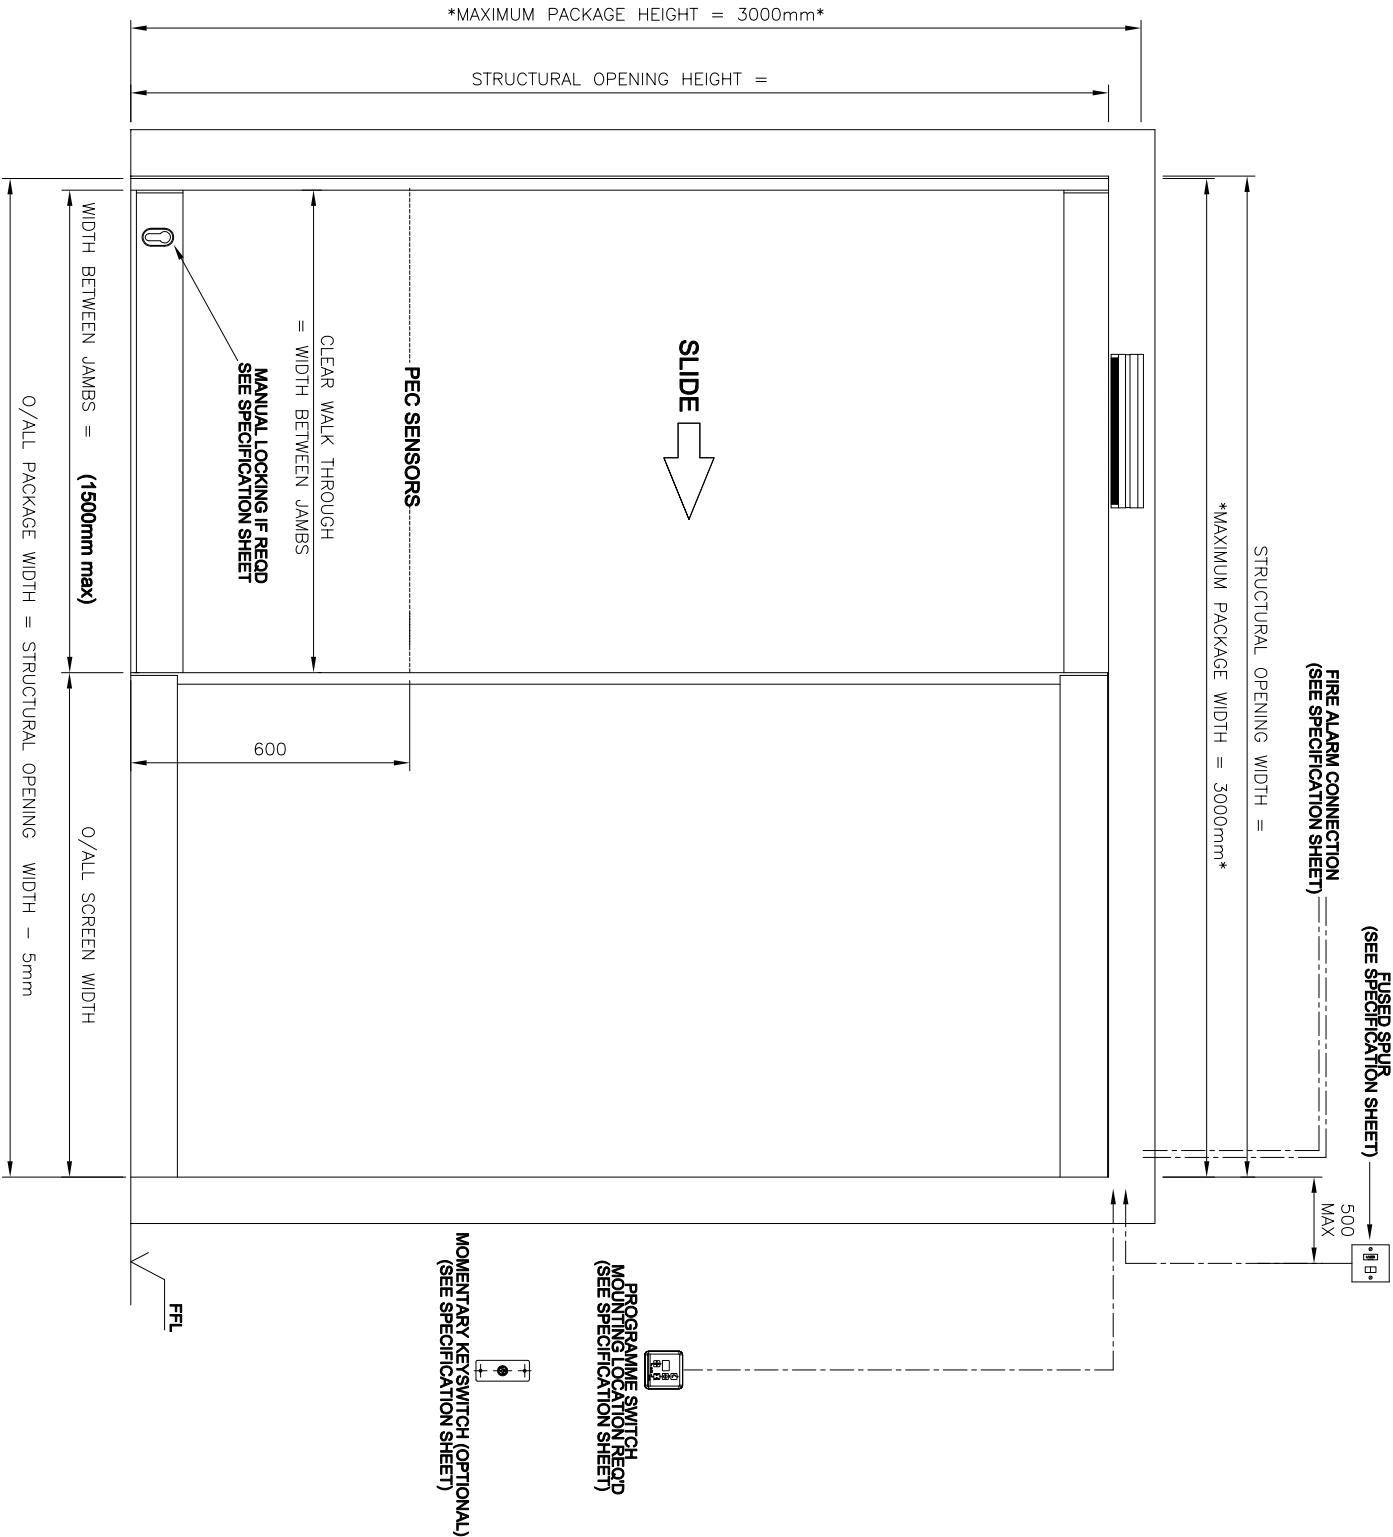 FUSED SPUR
(SEE SPECIFICATION SHEET)
FIRE ALARM CONNECTION
(SEE SPECIFICATION SHEET)
500
MAX
STRUCTURAL OPENING WIDTH =
*MAXIMUM PACKAGE WIDTH = 3000mm*
*MAXIMUM PACKAGE HEIGHT = 3000mm*
STRUCTURAL OPENING HEIGHT =
SLIDE
PEC SENSORS
CLEAR WALK THROUGH
= WIDTH BETWEEN JAMBS
MANUAL LOCKING IF REQD
SEE SPECIFICATION SHEET
600
PROGRAMME SWITCH
MOUNTING LOCATION REQ'D
(SEE SPECIFICATION SHEET)
MOMENTARY KEYSWITCH (OPTIONAL)
(SEE SPECIFICATION SHEET)
FFL
WIDTH BETWEEN JAMBS = (1500mm max)
O/ALL SCREEN WIDTH
O/ALL PACKAGE WIDTH = STRUCTURAL OPENING WIDTH - 5mm